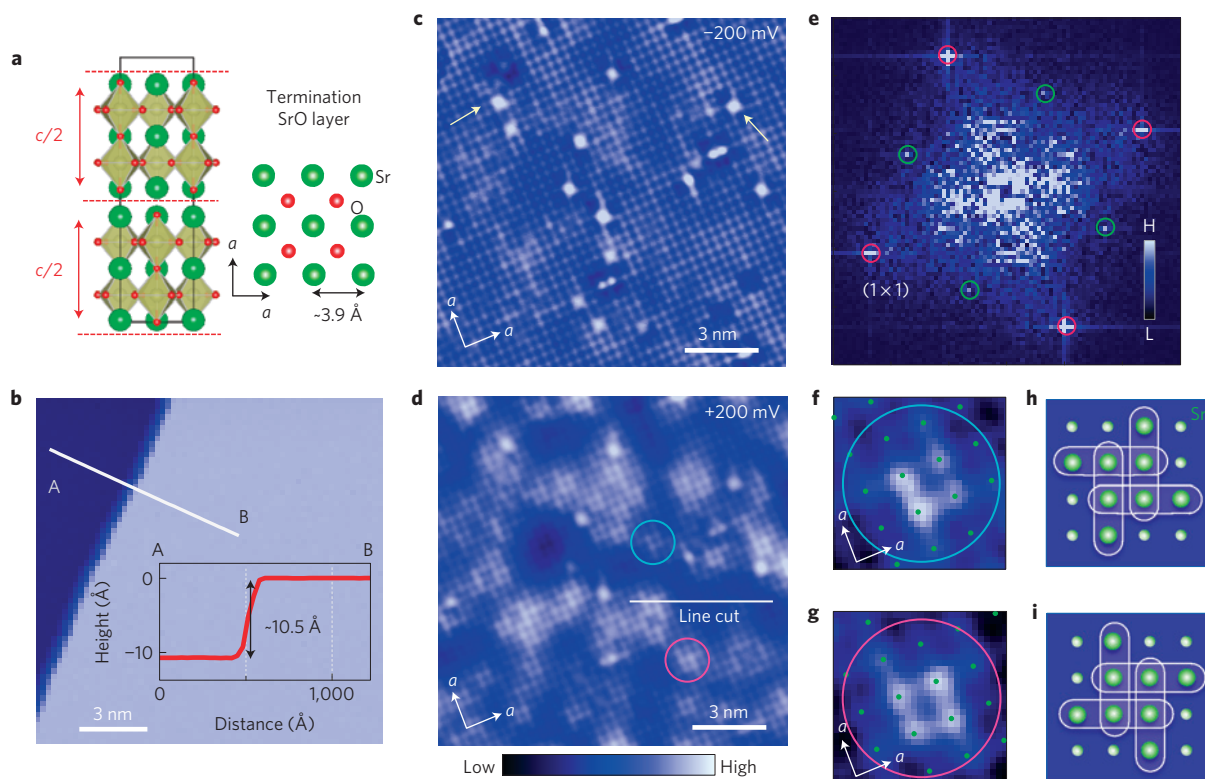 a
c/2
c/2
Termination
SrO layer
Sr
O
a
a
~3.9 Å
b
A
B
A
B
0
~10.5 Å
−10
Height (Å)
0
1,000
Distance (Å)
3 nm
c
−200 mV
a
a
3 nm
d
+200 mV
Line cut
a
a
3 nm
Low
High
e
(1 × 1)
H
L
f
a
a
g
a
a
h
Sr
i